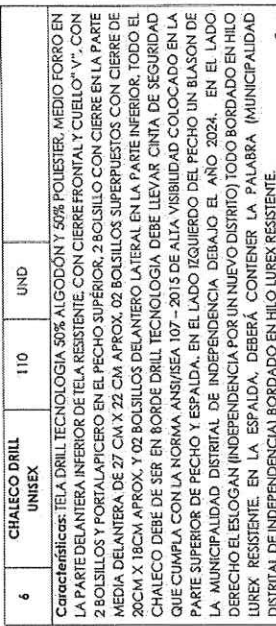 6 CHALECO DRILL UNISEX 110 UND
Características: TELA DRILL TECNOLOGIA 50% ALGODÓN Y 50% POLIESTER, MEDIO FORRO EN
LA PARTE DELANTERA INFERIOR DE TELA RESISTENTE, CON CIERRE FRONTAL Y CUELLO" V", CON
2 BOLSILLOS Y PORTALAPICERO EN EL PECHO SUPERIOR, 2 BOLSILLO CON CIERRE EN LA PARTE
MEDIA DELANTERA DE 27 CM X 22 CM APROX, 02 BOLSILLOS SUPERPUESTOS CON CIERRE DE
20CM X 18CM APROX, Y 02 BOLSILLOS DELANTERO LATERAL EN LA PARTE INFERIOR, TODO EL
CHALECO DEBE DE SER EN BORDE DRILL TECNOLOGIA DEBE LLEVAR CINTA DE SEGURIDAD
QUE CUMPLA CON LA NORMA ANSI/ISEA 107 – 2015 DE ALTA VISIBILIDAD COLOCADO EN LA
PARTE SUPERIOR DE PECHO Y ESPALDA, EN EL LADO IZQUIERDO DEL PECHO UN BLASON DE
LA MUNICIPALIDAD DISTRITAL DE INDEPENDENCIA DEBAJO EL AÑO 2024, EN EL LADO
DERECHO EL ESLOGAN (INDEPENDENCIA POR UN NUEVO DISTRITO) TODO BORDADO EN HILO
LUREX RESISTENTE, EN LA ESPALDA, DEBERÁ CONTENER LA PALABRA (MUNICIPALIDAD
DISTRITAL DE INDEPENDENCIA) BORDADO EN HILO LUREX RESISTENTE.